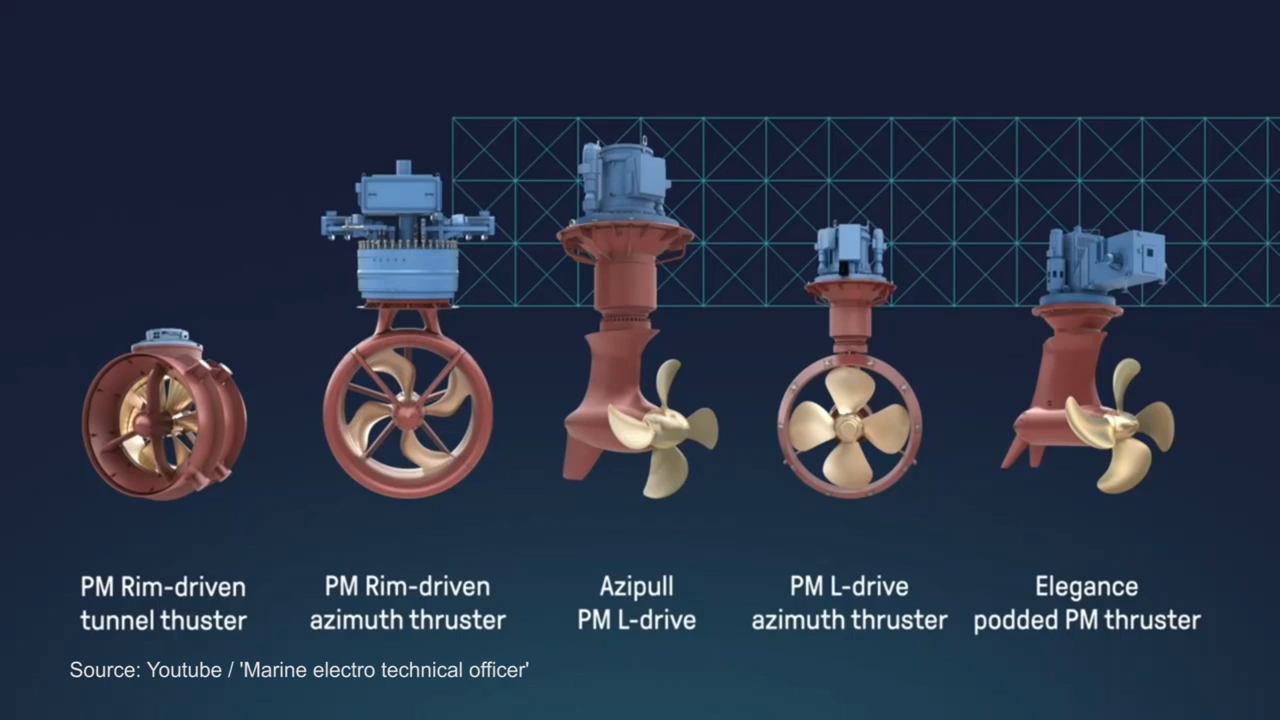 PM Rim-driven
tunnel thuster
PM Rim-driven
azimuth thruster
Azipull
PM L-drive
PM L-drive
azimuth thruster
Elegance
podded PM thruster
Source: Youtube / 'Marine electro technical officer'